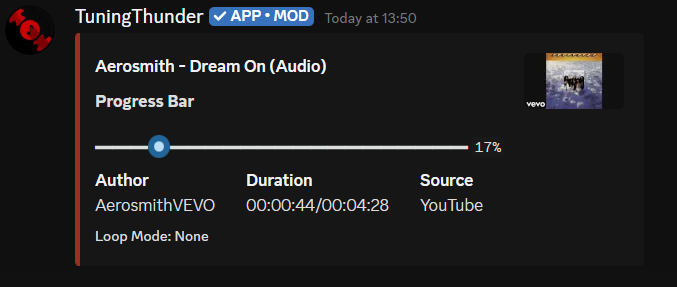 TuningThunder ✓ APP • MOD Today at 13:50
Aerosmith - Dream On (Audio)
Progress Bar
vevo
17%
Author Duration Source
AerosmithVEVO 00:00:44/00:04:28 YouTube
Loop Mode: None